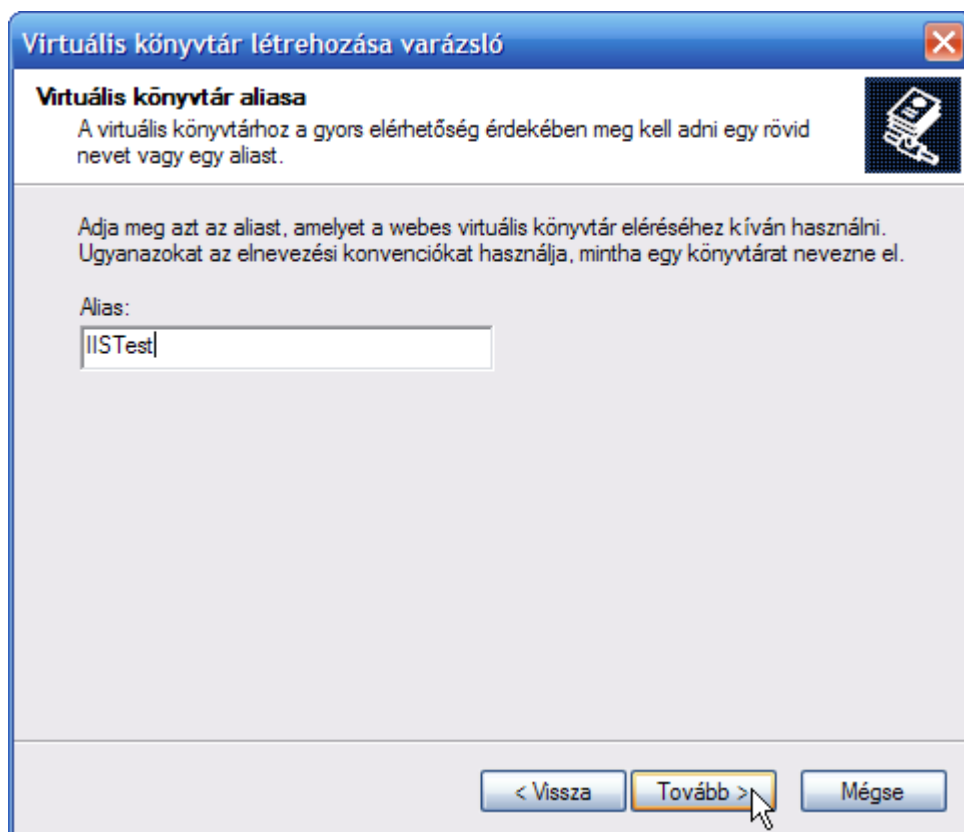 Virtuális könyvtár létrehozása varázsló
Virtuális könyvtár aliasa
A virtuális könyvtárhoz a gyors elérhetőség érdekében meg kell adni egy rövid
nevet vagy egy aliast.
Adja meg azt az aliast, amelyet a webes virtuális könyvtár eléréséhez kíván használni.
Ugyanazokat az elnevezési konvenciókat használja, mintha egy könyvtárat nevezne el.
Alias:
IISTest
< Vissza
Tovább >
Mégse